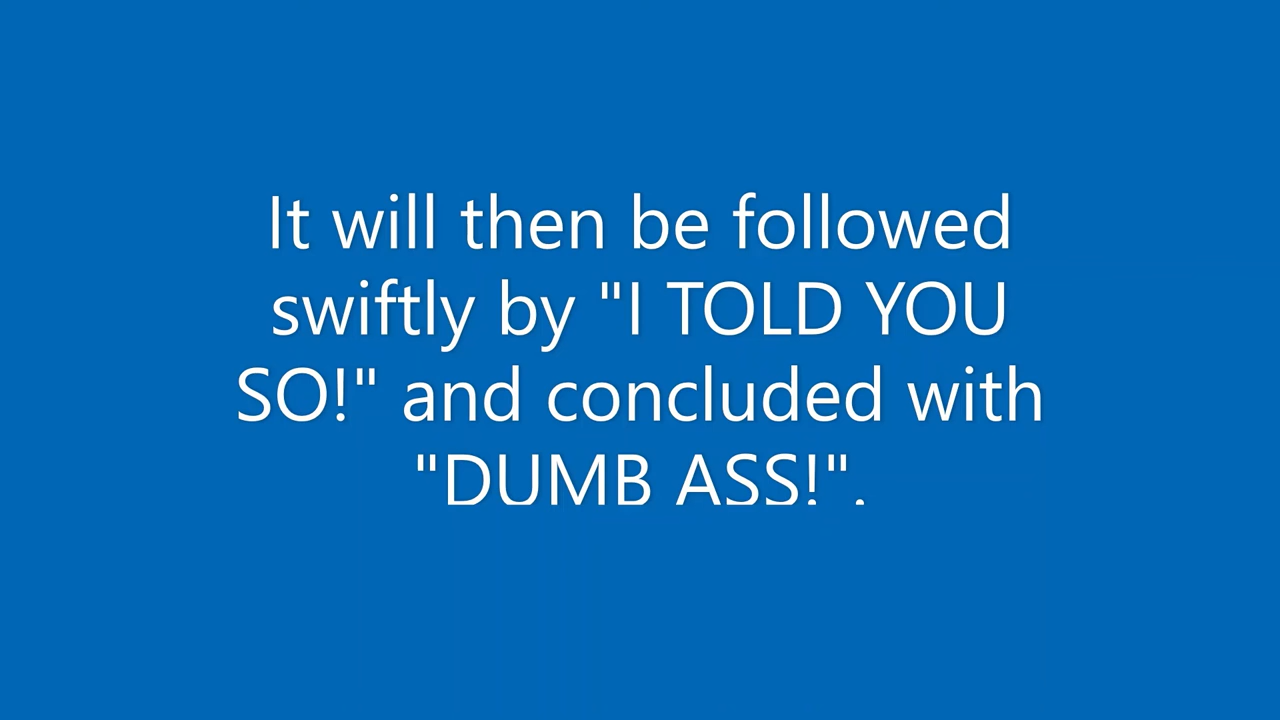 It will then be followed
swiftly by "I TOLD YOU
SO!" and concluded with
"DUMB ASS!".